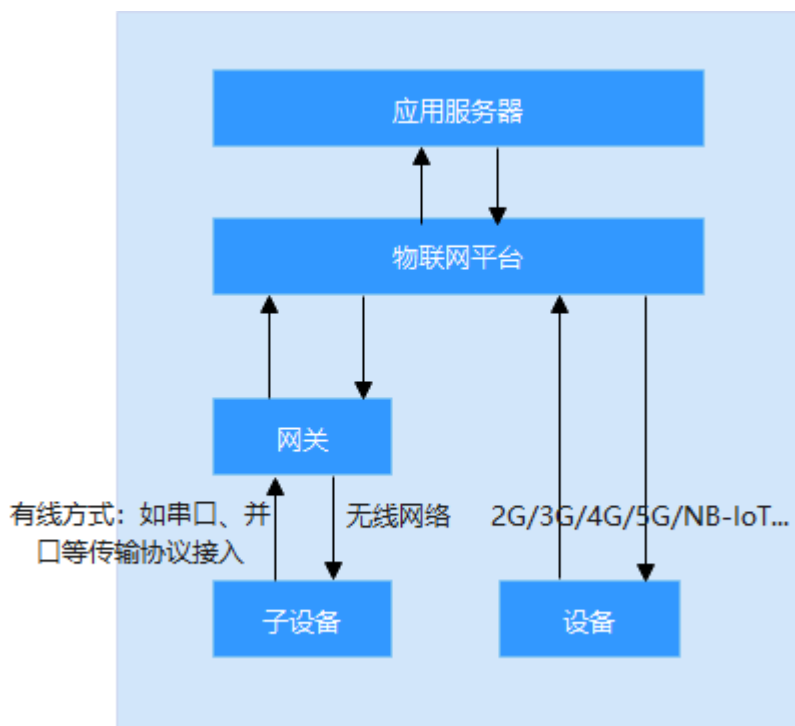 应用服务器
物联网平台
网关
有线方式：如串口、并
口等传输协议接入
无线网络
2G/3G/4G/5G/NB-IoT...
子设备
设备